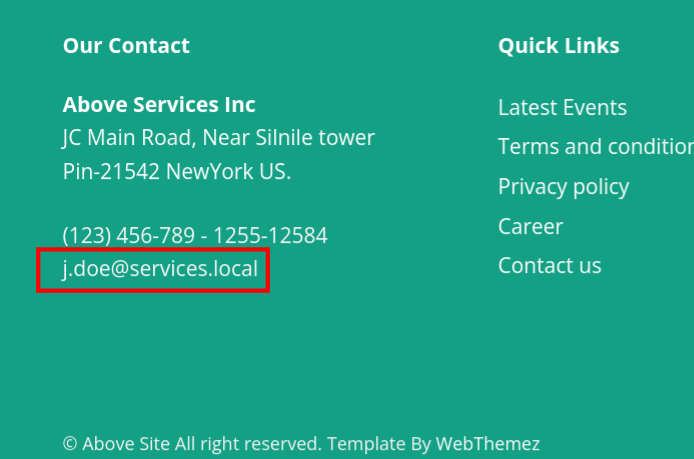 Our Contact
Above Services Inc
JC Main Road, Near Silnile tower
Pin-21542 NewYork US.
(123) 456-789 - 1255-12584
j.doe@services.local
Quick Links
Latest Events
Terms and condition
Privacy policy
Career
Contact us
© Above Site All right reserved. Template By WebThemez